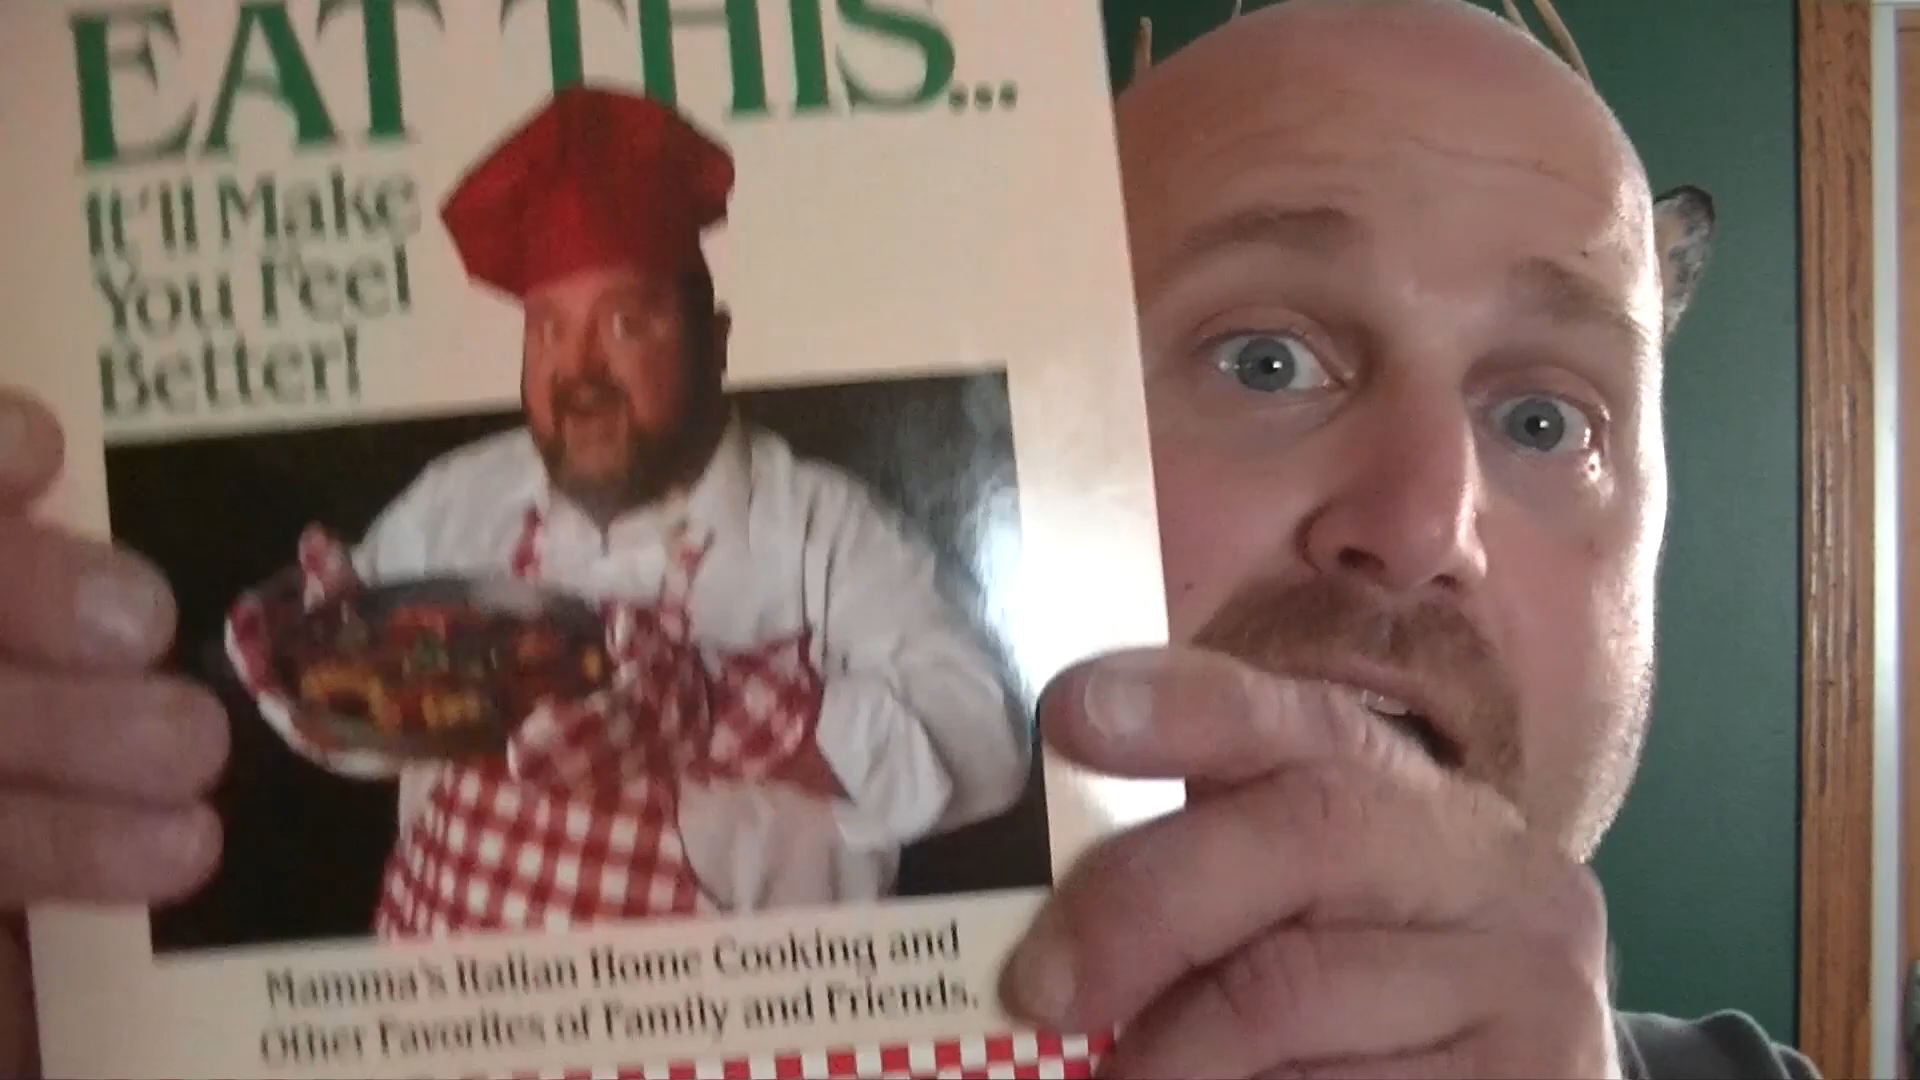 EAT THIS...
It'll Make
You Feel
Better!
Mamma's Italian Home Cooking and
Other Favorites of Family and Friends.